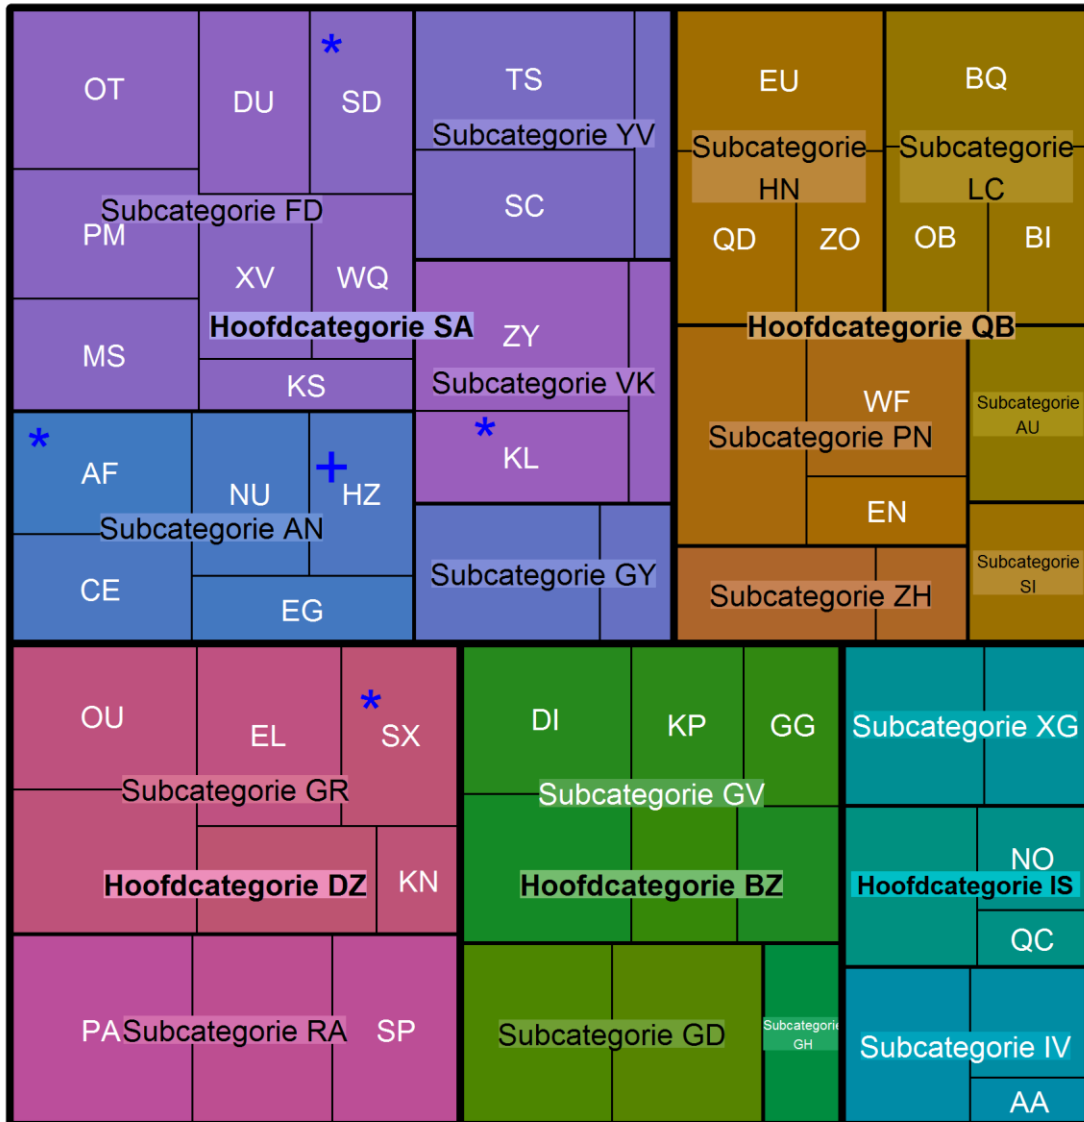 *
OT
DU
SD
TS
EU
BQ
Subcategorie YV
Subcategorie
HN
Subcategorie
LC
Subcategorie FD
PM
SC
QD
ZO
OB
BI
XV
WQ
Hoofdcategorie SA
Hoofdcategorie QB
MS
KS
ZY
Subcategorie VK
*
KL
WF
Subcategorie PN
EN
Subcategorie
AU
*
AF
NU
+
HZ
Subcategorie AN
CE
EG
Subcategorie GY
Subcategorie ZH
Subcategorie
SI
OU
EL
*
SX
Subcategorie GR
Hoofdcategorie DZ
KN
DI
KP
GG
Subcategorie GV
Hoofdcategorie BZ
Subcategorie XG
NO
Hoofdcategorie IS
QC
PA
Subcategorie RA
SP
Subcategorie GD
Subcategorie
GH
Subcategorie IV
AA